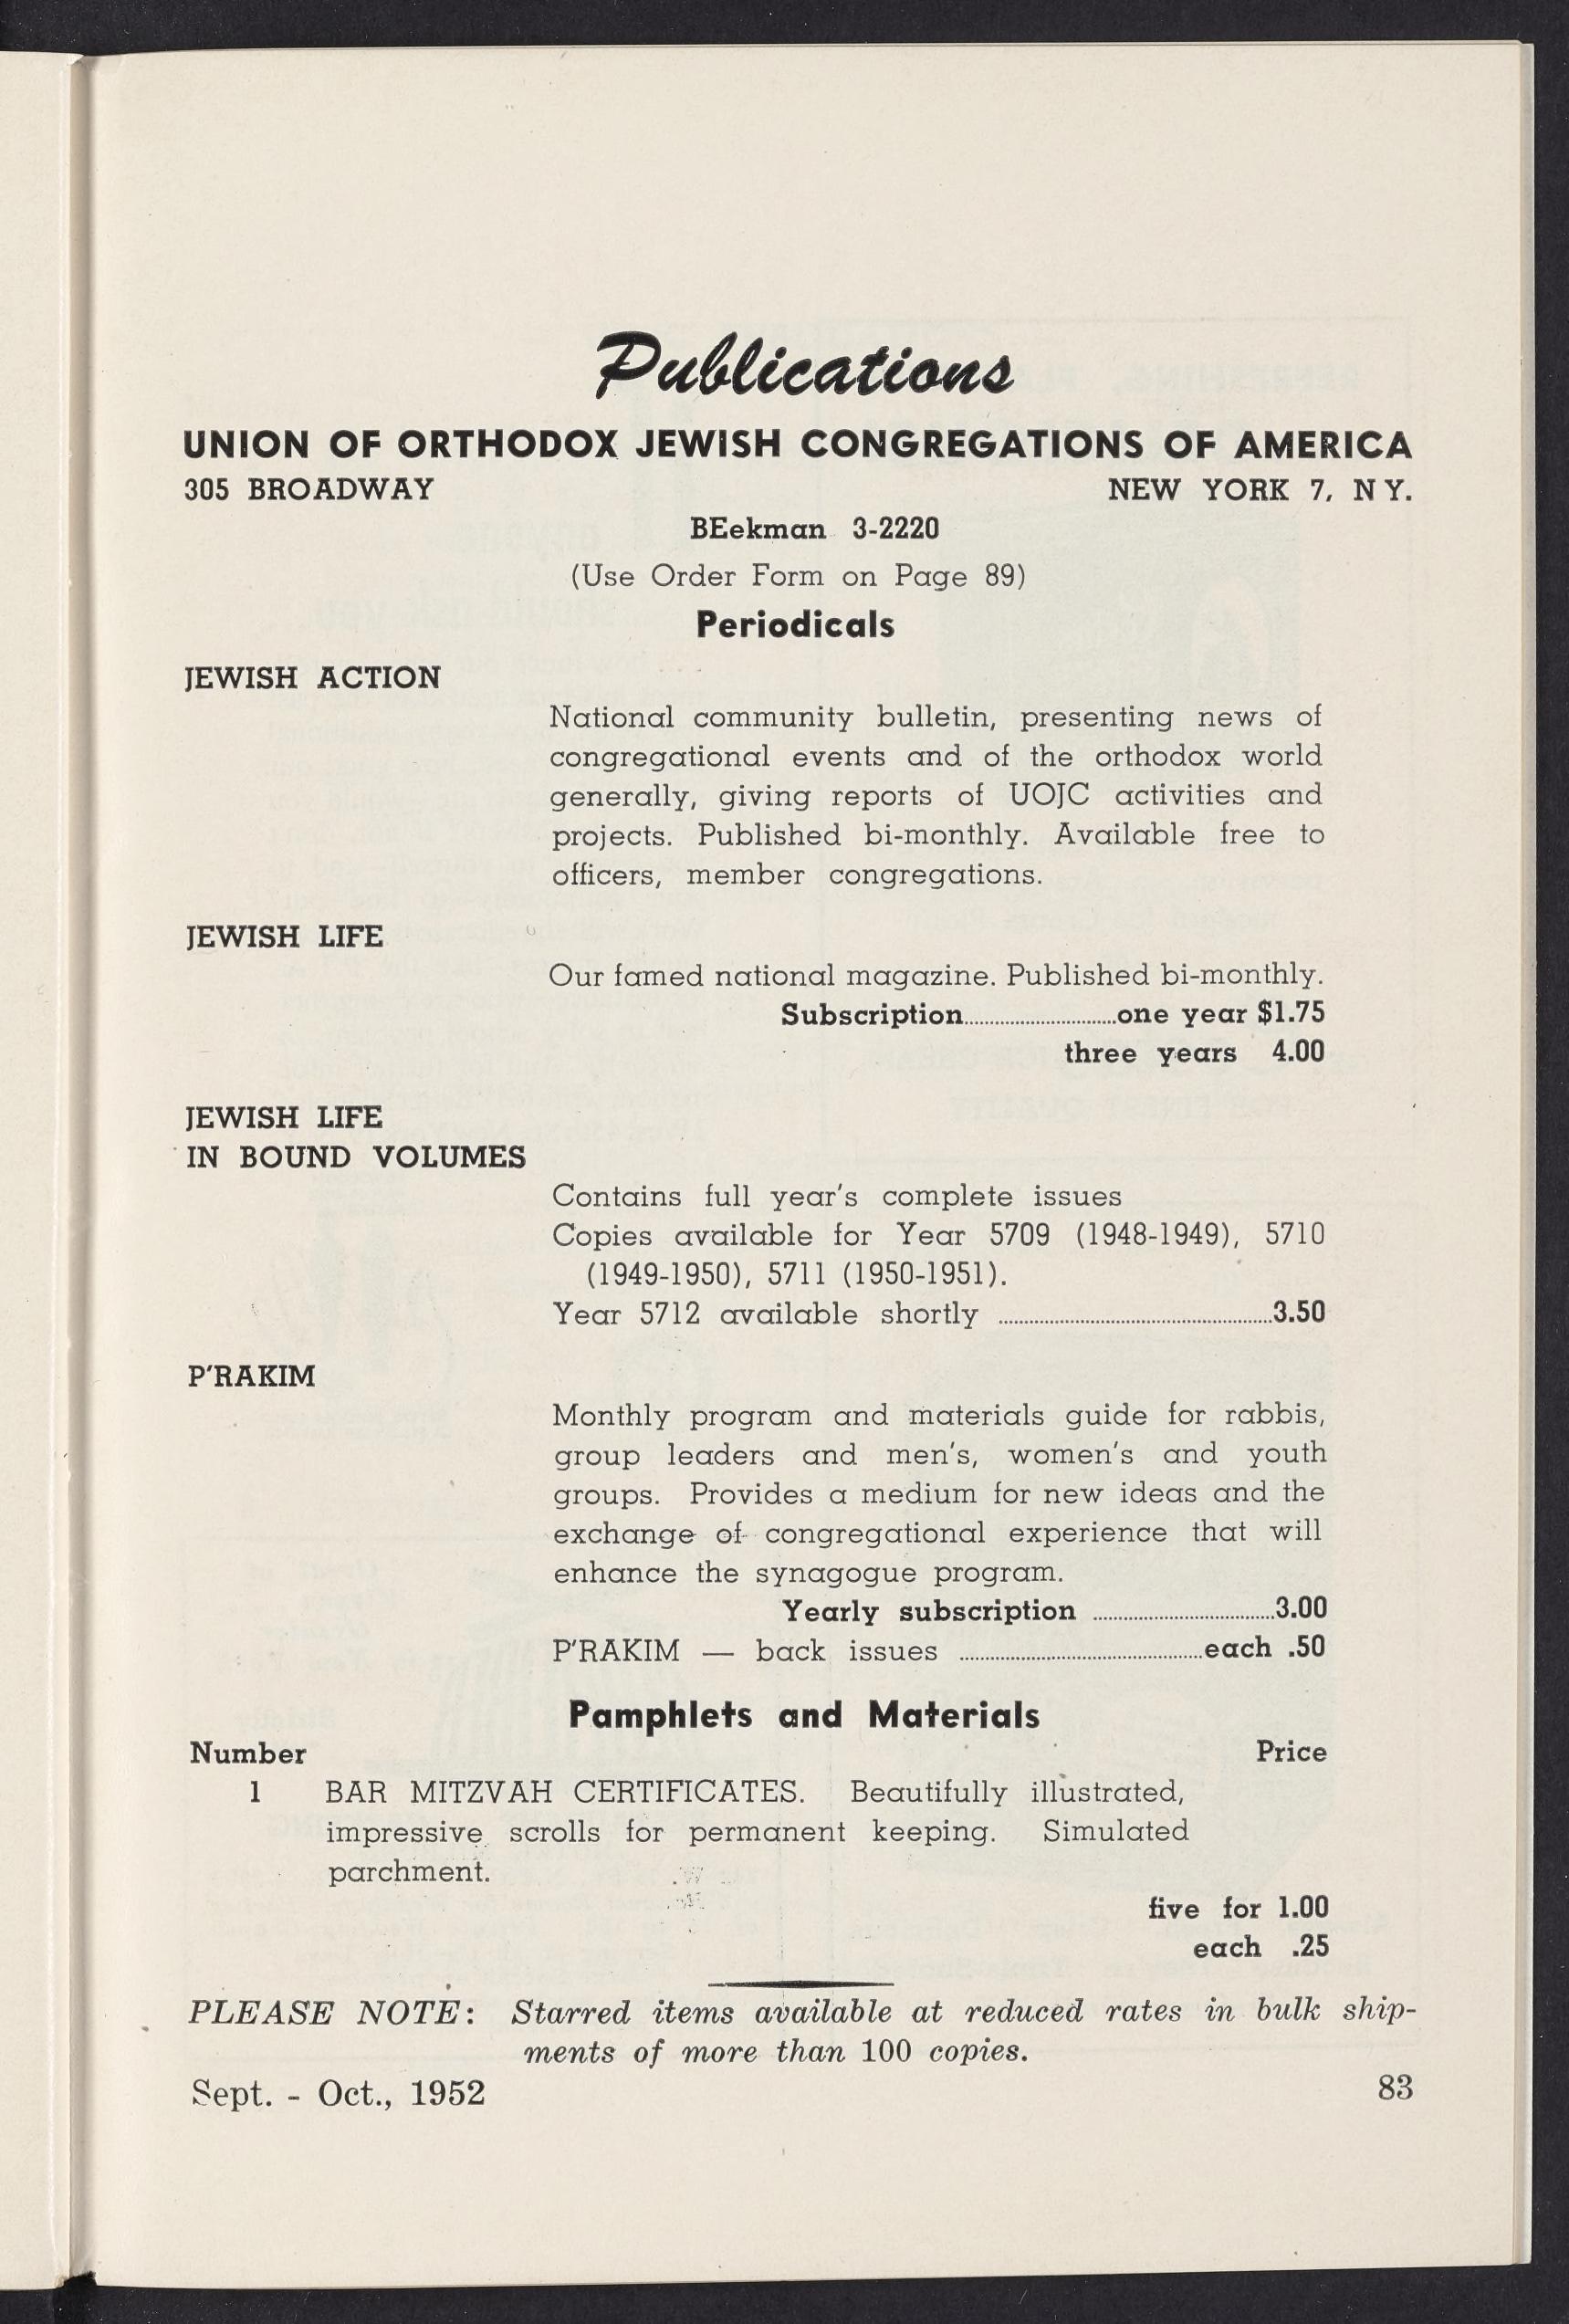 Publications
UNION OF ORTHODOX JEWISH CONGREGATIONS OF AMERICA
305 BROADWAY NEW YORK 7, N Y.
BEekman 3-2220
(Use Order Form on Page 89)
Periodicals
JEWISH ACTION
National community bulletin, presenting news of
congregational events and of the orthodox world
generally, giving reports of UOJC activities and
projects. Published bi-monthly. Available free to
officers, member congregations.
JEWISH LIFE
Our famed national magazine. Published bi-monthly.
Subscription..............................one year $1.75
three years 4.00
JEWISH LIFE
IN BOUND VOLUMES
Contains full year's complete issues
Copies available for Year 5709 (1948-1949), 5710
(1949-1950), 5711 (1950-1951).
Year 5712 available shortly ......................................................3.50
P'RAKIM
Monthly program and materials guide for rabbis,
group leaders and men's, women's and youth
groups. Provides a medium for new ideas and the
exchange of congregational experience that will
enhance the synagogue program.
Yearly subscription ....................................3.00
P'RAKIM — back issues ................................................each .50
Pamphlets and Materials
Number Price
1 BAR MITZVAH CERTIFICATES. Beautifully illustrated,
impressive scrolls for permanent keeping. Simulated
parchment.
five for 1.00
each .25
PLEASE NOTE: Starred items available at reduced rates in bulk ship-
ments of more than 100 copies.
Sept. - Oct., 1952 83